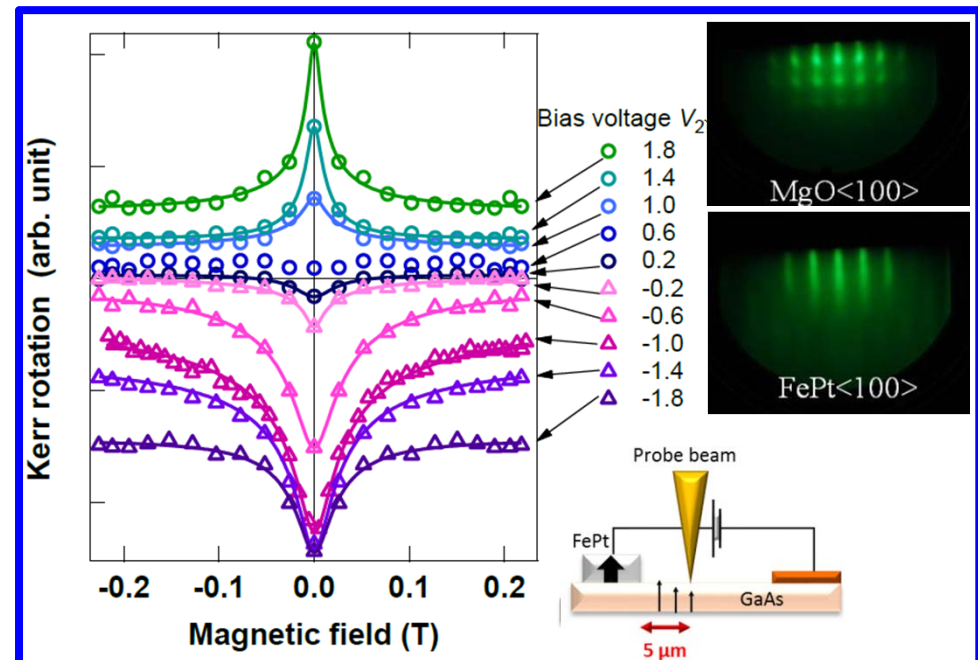 Kerr rotation (arb. unit)
-0.2
-0.1
0.0
0.1
0.2
Magnetic field (T)
Bias voltage V2
1.8
1.4
1.0
0.6
0.2
-0.2
-0.6
-1.0
-1.4
-1.8
MgO<100>
FePt<100>
Probe beam
FePt
GaAs
5 μm